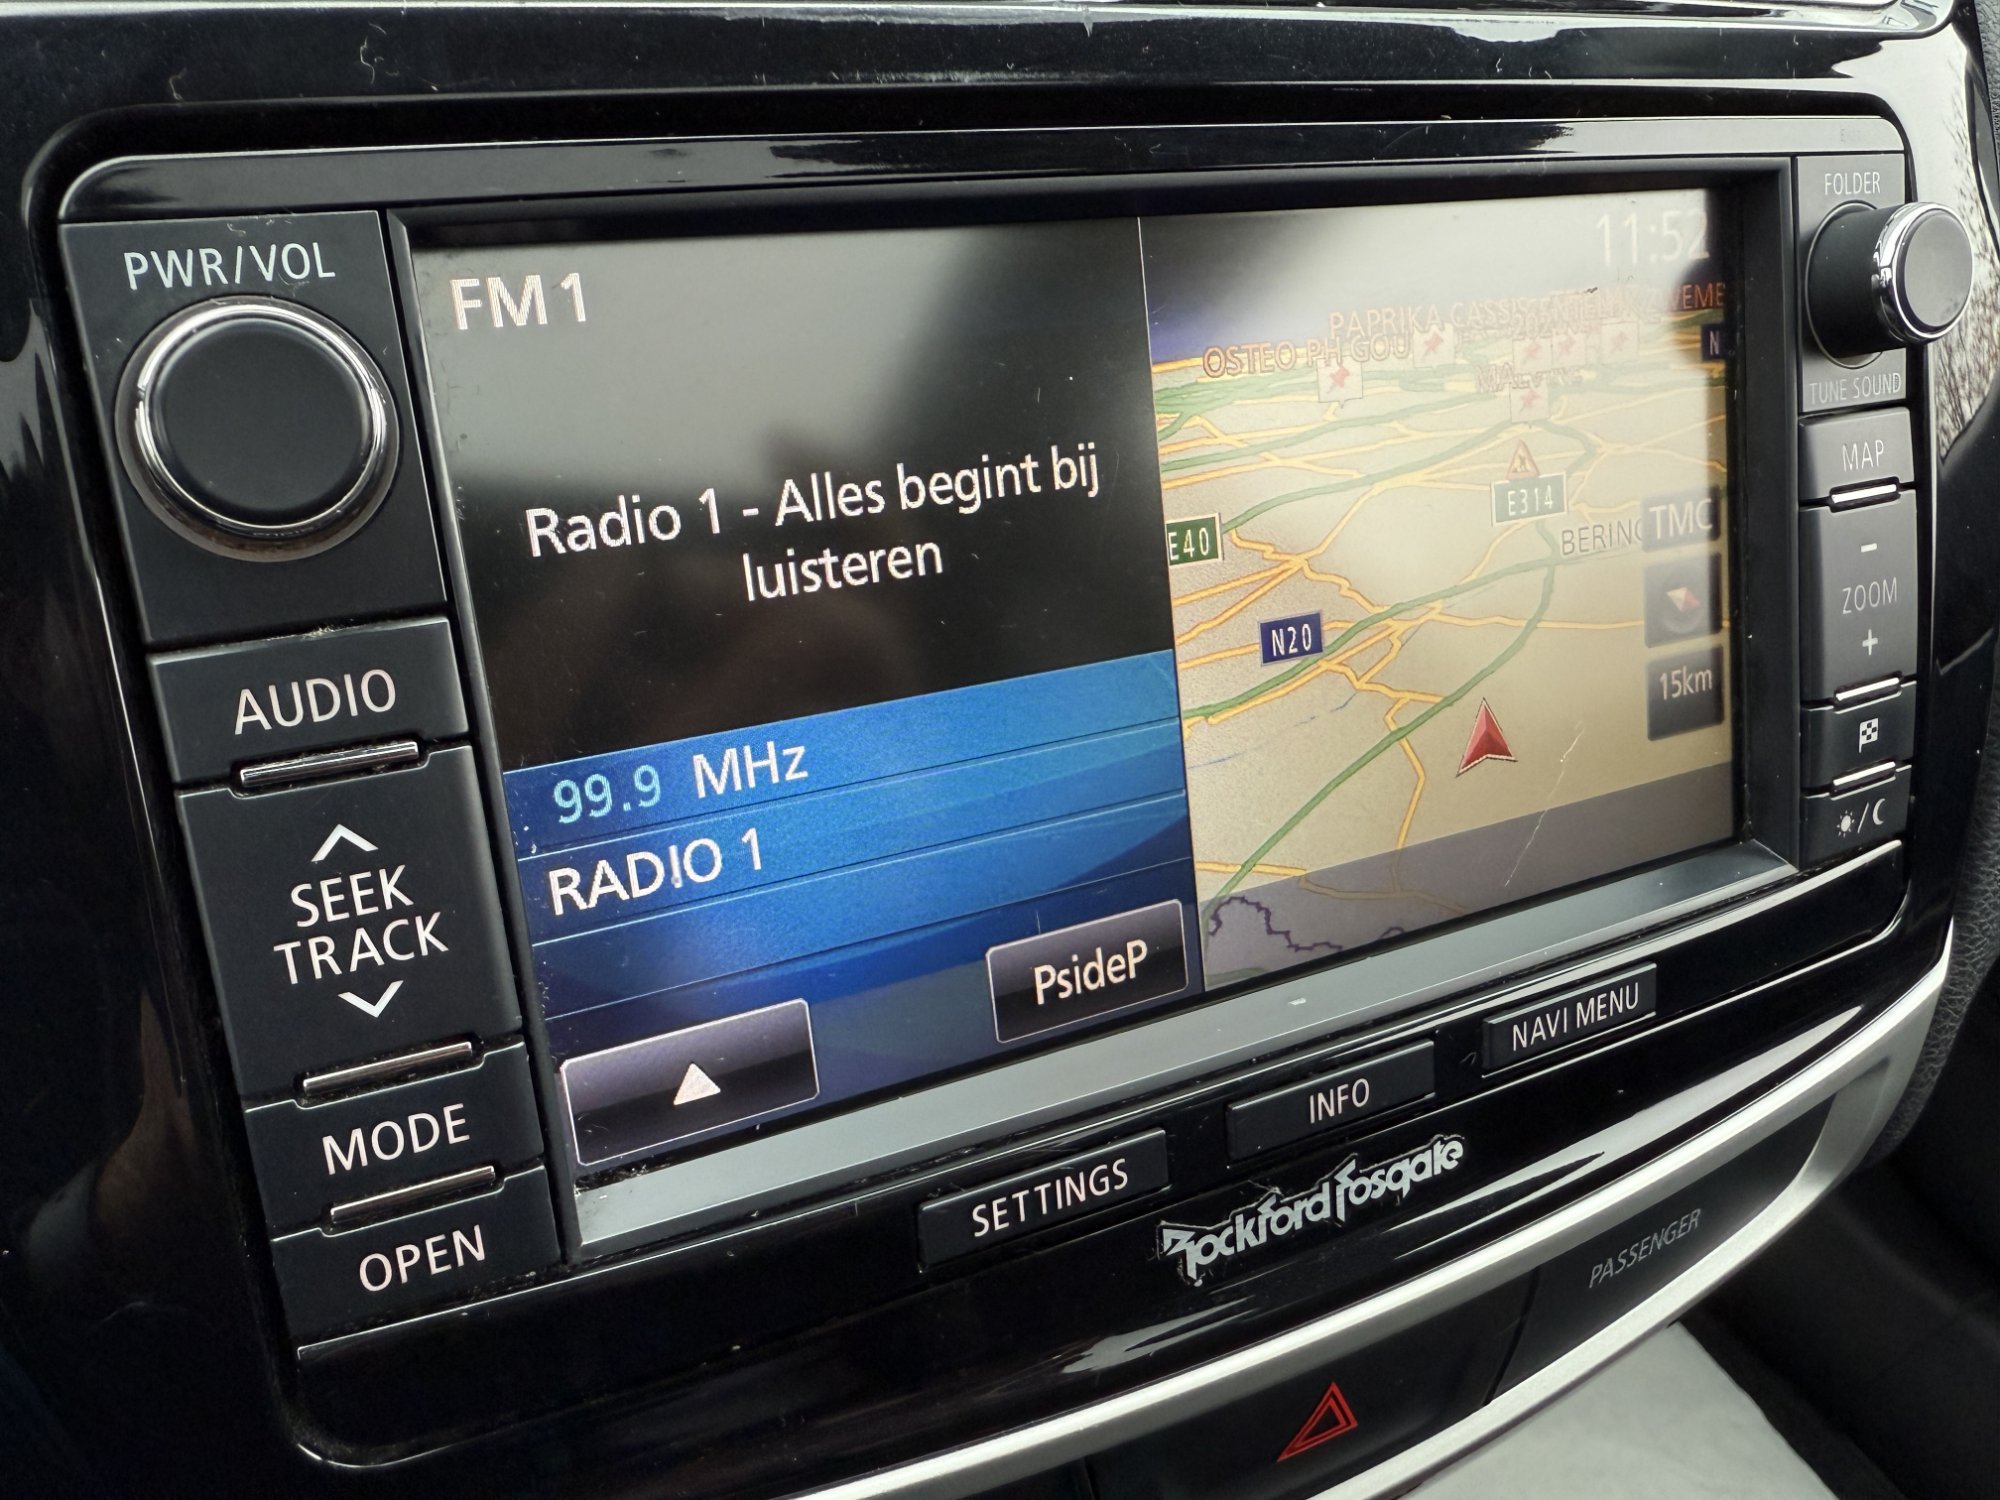 PWR/VOL
AUDIO
SEEK
TRACK
MODE
OPEN
FM 1
Radio 1 - Alles begint bij
luisteren
99.9 MHz
RADIO 1
PsideP
11:52
PAPRIKA CASSIS
OSTEO PH GOU
E314
E40
BERING
TMC
N20
15km
N
FOLDER
TUNE SOUND
MAP
-
ZOOM
+
SETTINGS
INFO
NAVI MENU
Rockford Fosgate
PASSENGER